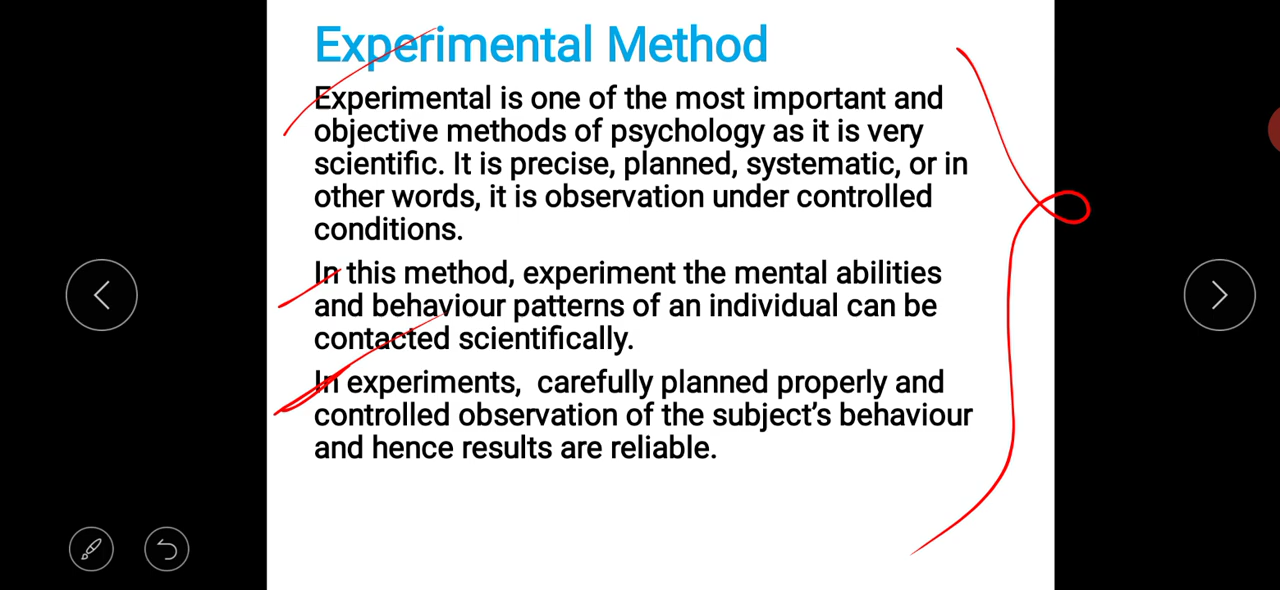 Experimental Method
Experimental is one of the most important and
objective methods of psychology as it is very
scientific. It is precise, planned, systematic, or in
other words, it is observation under controlled
conditions.
In this method, experiment the mental abilities
and behaviour patterns of an individual can be
contacted scientifically.
In experiments,  carefully planned properly and
controlled observation of the subject’s behaviour
and hence results are reliable.